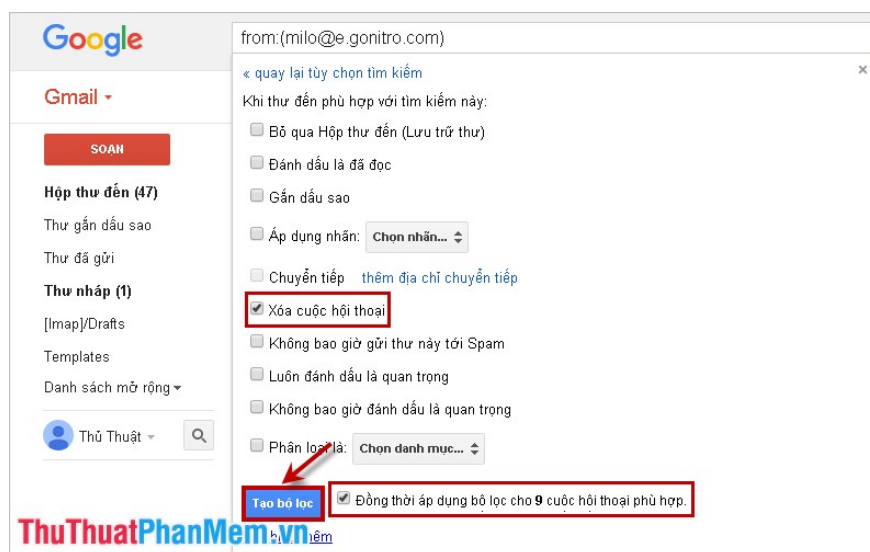 Google
from:(milo@e.gonitro.com)
« quay lại tùy chọn tìm kiếm
×
Gmail
Khi thư đến phù hợp với tìm kiếm này:
Bỏ qua Hộp thư đến (Lưu trữ thư)
SOẠN
Đánh dấu là đã đọc
Hộp thư đến (47)
Gắn dấu sao
Thư gắn dấu sao
Áp dụng nhãn: Chọn nhãn...
Thư đã gửi
Chuyển tiếp thêm địa chỉ chuyển tiếp
Thư nháp (1)
Xóa cuộc hội thoại
[Imap]/Drafts
Không bao giờ gửi thư này tới Spam
Templates
Luôn đánh dấu là quan trọng
Danh sách mở rộng
Không bao giờ đánh dấu là quan trọng
Thủ Thuật
Phân loại là: Chọn danh mục...
Tạo bộ lọc
Đồng thời áp dụng bộ lọc cho 9 cuộc hội thoại phù hợp.
ThuThuatPhanMem.vn